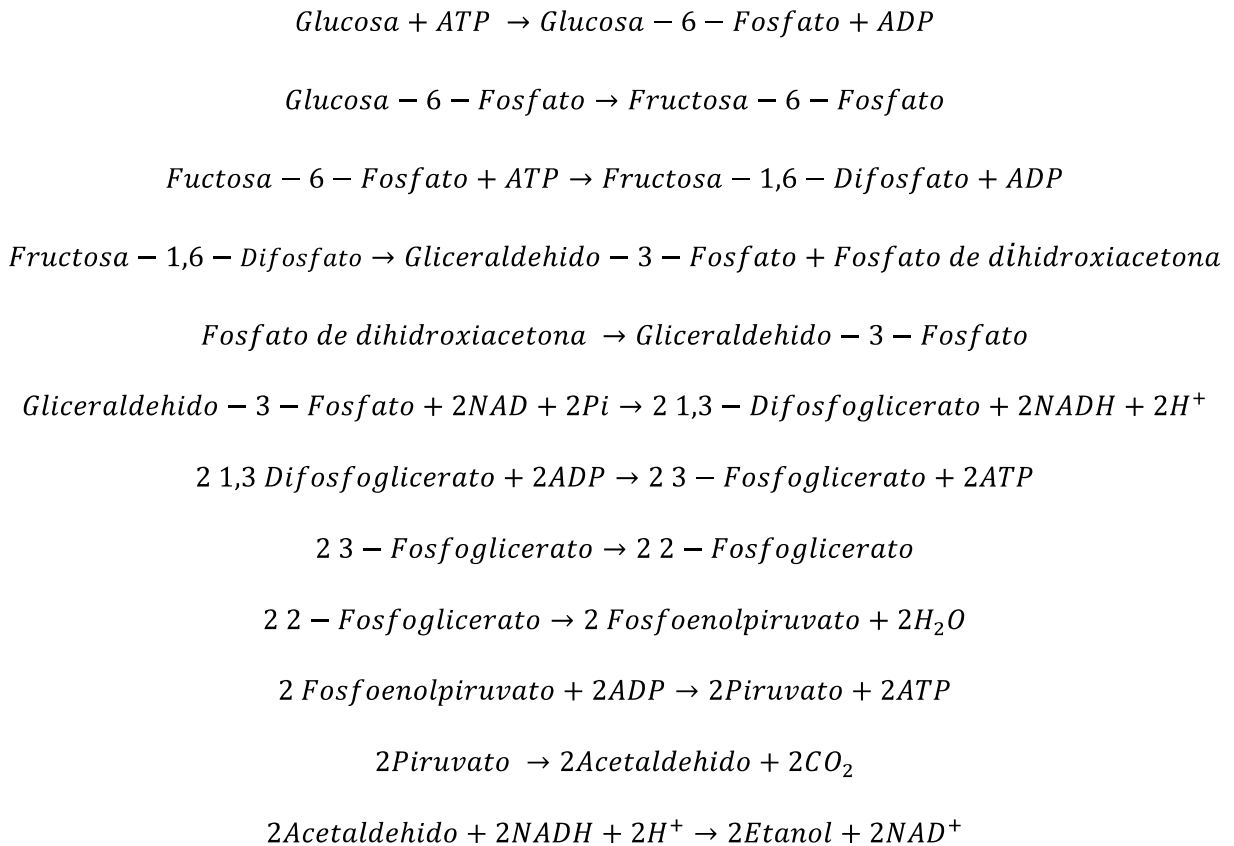 Glucosa + ATP → Glucosa − 6 − Fosfato + ADP
Glucosa − 6 − Fosfato → Fructosa − 6 − Fosfato
Fuctosa − 6 − Fosfato + ATP → Fructosa − 1,6 − Difosfato + ADP
Fructosa − 1,6 − Difosfato → Gliceraldehido − 3 − Fosfato + Fosfato de dihidroxiacetona
Fosfato de dihidroxiacetona → Gliceraldehido − 3 − Fosfato
Gliceraldehido − 3 − Fosfato + 2NAD + 2Pi → 2 1,3 − Difosfoglicerato + 2NADH + 2H⁺
2 1,3 Difosfoglicerato + 2ADP → 2 3 − Fosfoglicerato + 2ATP
2 3 − Fosfoglicerato → 2 2 − Fosfoglicerato
2 2 − Fosfoglicerato → 2 Fosfoenolpiruvato + 2H₂O
2 Fosfoenolpiruvato + 2ADP → 2Piruvato + 2ATP
2Piruvato → 2Acetaldehido + 2CO₂
2Acetaldehido + 2NADH + 2H⁺ → 2Etanol + 2NAD⁺